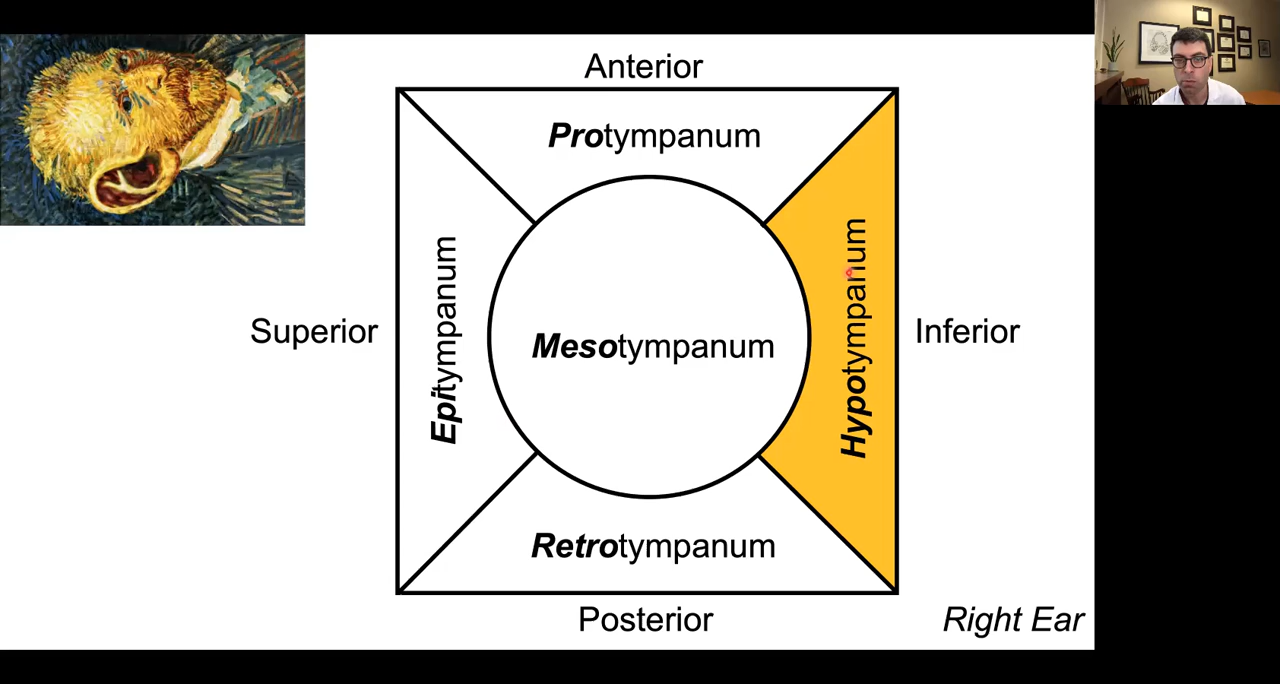 Anterior
Protympanum
Epitympanum
Superior
Mesotympanum
Hypotympanum
Inferior
Retrotympanum
Posterior
Right Ear